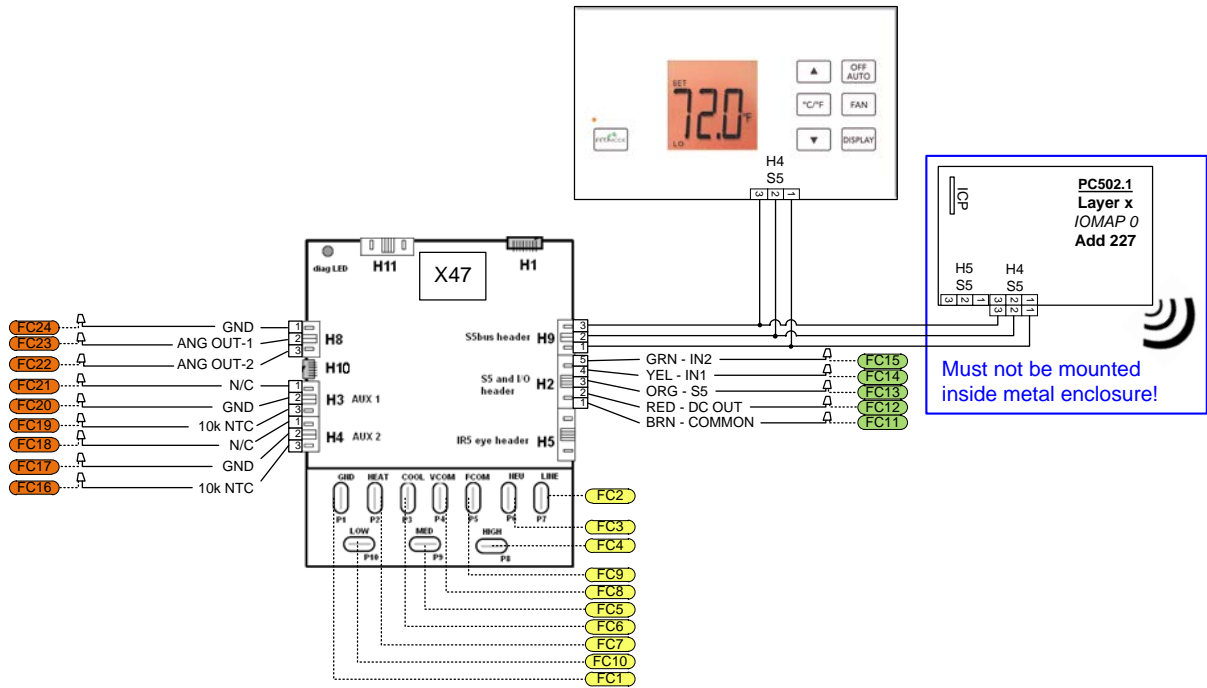 SET
72.0 °F
LO
▲
OFF AUTO
°C/°F
FAN
▼
DISPLAY
H4
S5
3 2 1
ICP
PC502.1
Layer x
IOMAP 0
Add 227
H5
S5
H4
S5
3 2 1
3 2 1
3 1
Must not be mounted
inside metal enclosure!
diag LED
H11
X47
H1
FC24
GND
1
FC23
ANG OUT-1
2
H8
FC22
ANG OUT-2
3
H10
FC21
N/C
1
FC20
GND
2
H3 AUX 1
FC19
10k NTC
3
FC18
N/C
1
FC17
GND
2
H4 AUX 2
FC16
10k NTC
3
S5bus header H9
3
2
1
S5 and I/O
header
H2
5
4
3
2
1
GRN - IN2
FC15
YEL - IN1
FC14
ORG - S5
FC13
RED - DC OUT
FC12
BRN - COMMON
FC11
IR5 eye header H5
GND HEAT COOL VCOM FCOM NEU LINE
P1 P2 P3 P4 P5 P6 P7
LOW MED HIGH
P10 P9 P8
FC2
FC3
FC4
FC9
FC8
FC5
FC6
FC7
FC10
FC1